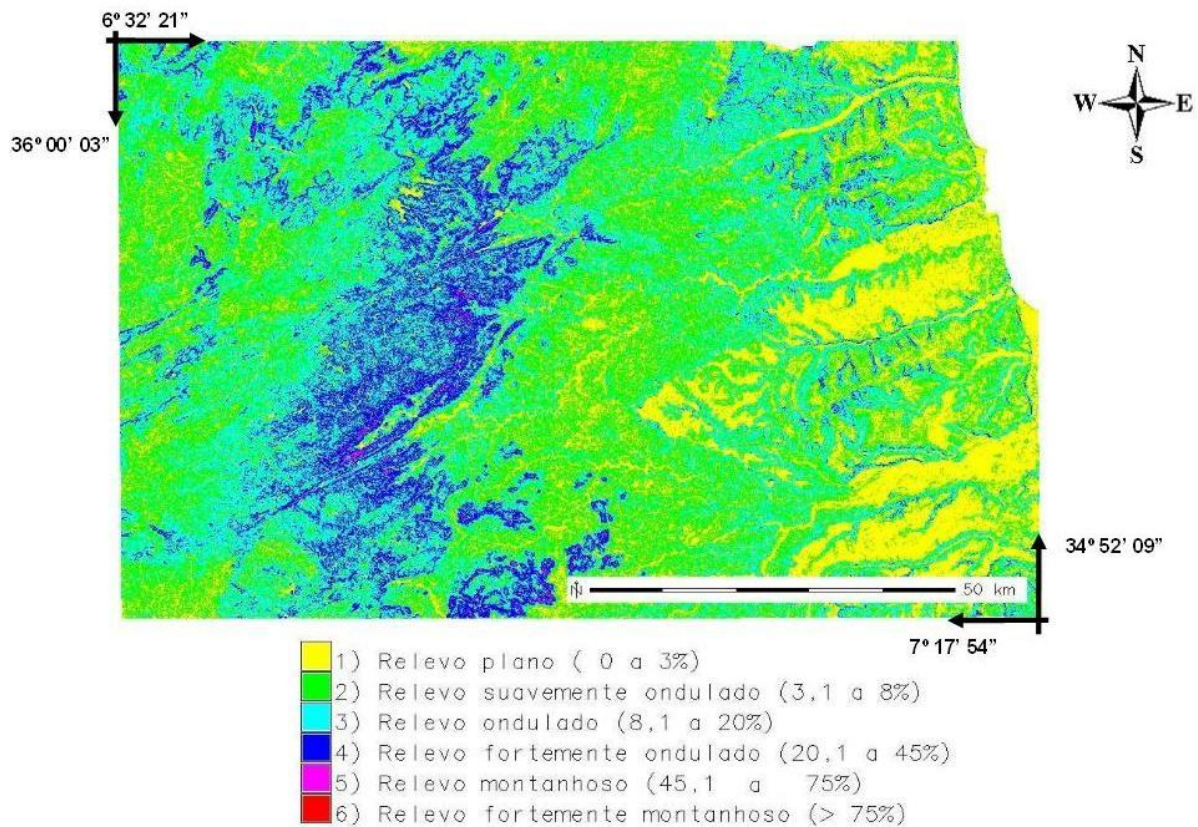 6º 32' 21”
36º 00' 03”
N
W E
S
34º 52' 09”
N
50 km
7º 17' 54”
1) Relevo plano ( 0 a 3%)
2) Relevo suavemente ondulado (3,1 a 8%)
3) Relevo ondulado (8,1 a 20%)
4) Relevo fortemente ondulado (20,1 a 45%)
5) Relevo montanhoso (45,1 a 75%)
6) Relevo fortemente montanhoso (> 75%)